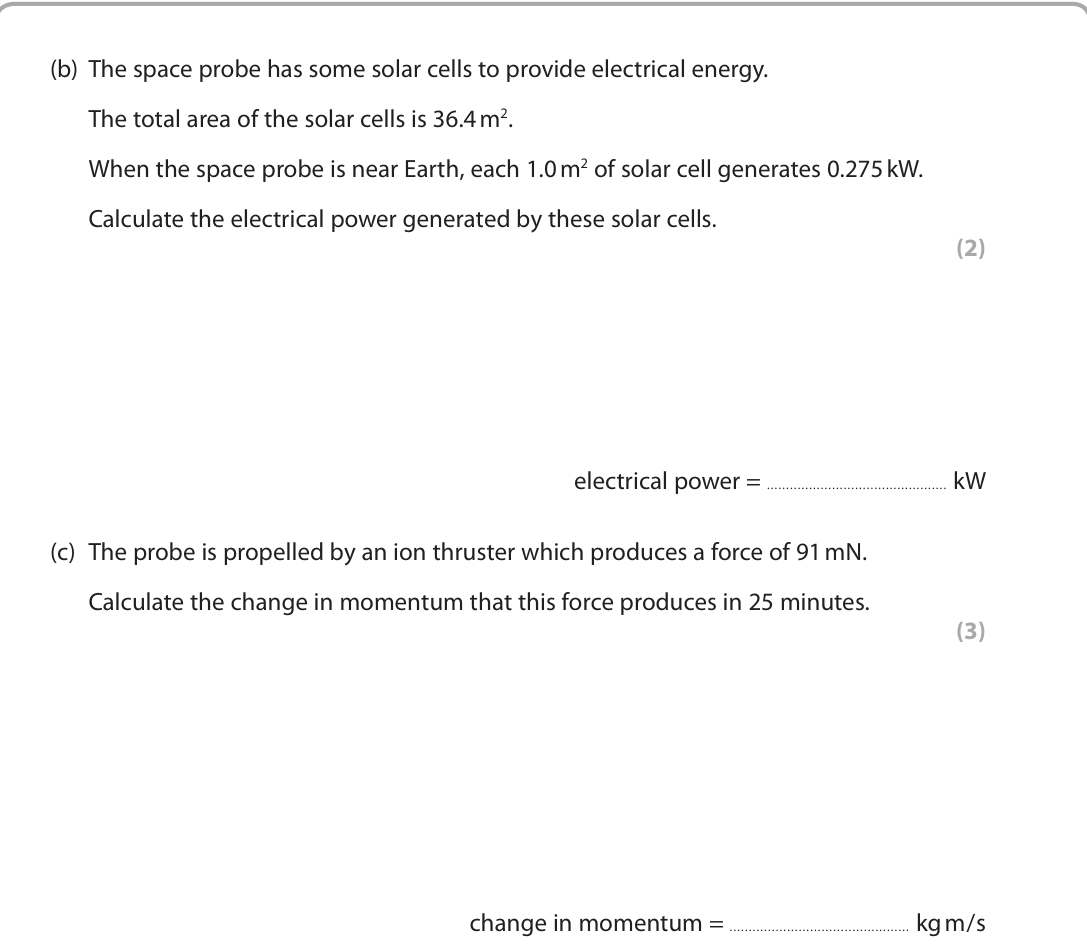 (b) The space probe has some solar cells to provide electrical energy.
The total area of the solar cells is 36.4 m².
When the space probe is near Earth, each 1.0 m² of solar cell generates 0.275 kW.
Calculate the electrical power generated by these solar cells.
(2)
electrical power = ............................................... kW
(c) The probe is propelled by an ion thruster which produces a force of 91 mN.
Calculate the change in momentum that this force produces in 25 minutes.
(3)
change in momentum = ............................................... kg m/s